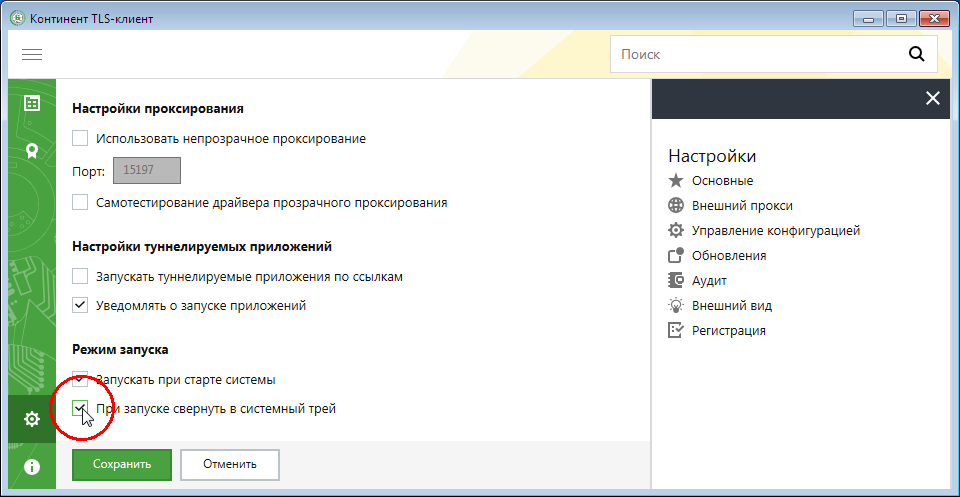 Континент TLS-клиент
Поиск
Настройки проксирования
Использовать непрозрачное проксирование
Порт: 15197
Самотестирование драйвера прозрачного проксирования
Настройки туннелируемых приложений
Запускать туннелируемые приложения по ссылкам
Уведомлять о запуске приложений
Режим запуска
Запускать при старте системы
При запуске свернуть в системный трей
Сохранить Отменить
Настройки
Основные
Внешний прокси
Управление конфигурацией
Обновления
Аудит
Внешний вид
Регистрация